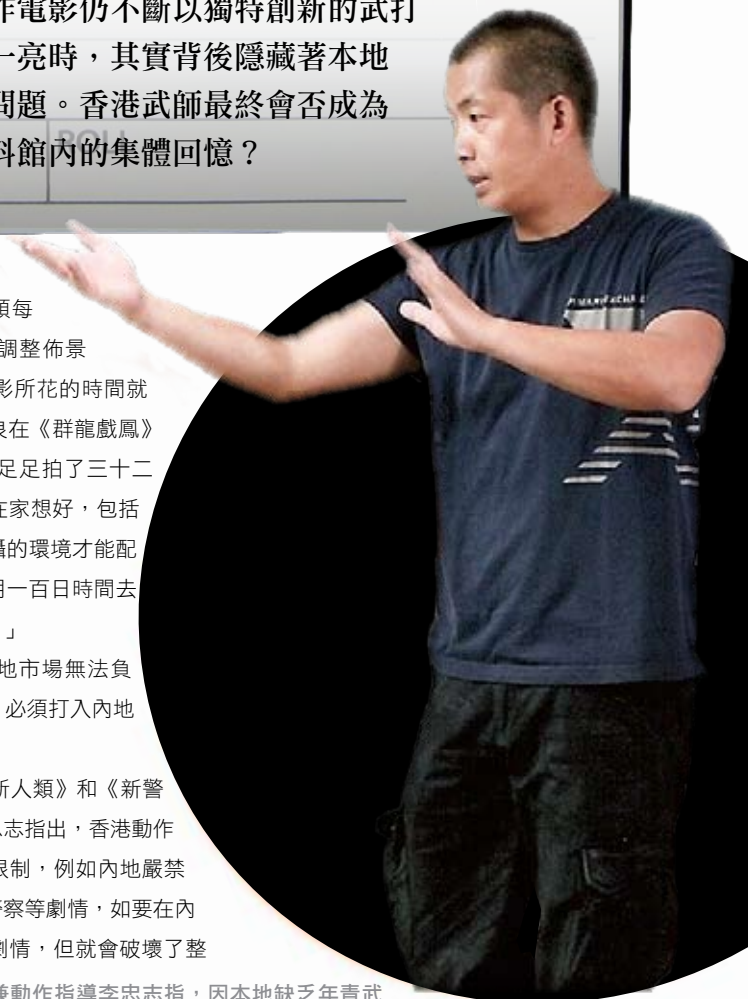 作電影仍不斷以獨特創新的武打
一亮時，其實背後隱藏著本地
問題。香港武師最終會否成為
料館內的集體回憶？
ROLL
須每
調整佈景
影所花的時間就
良在《群龍戲鳳》
足足拍了三十二
在家想好，包括
攝的環境才能配
用一百日時間去
。」
地市場無法負
，必須打入內地
新人類》和《新警
忠志指出，香港動作
限制，例如內地嚴禁
警察等劇情，如要在內
劇情，但就會破壞了整
兼動作指導李忠志指，因本地缺乏年青武